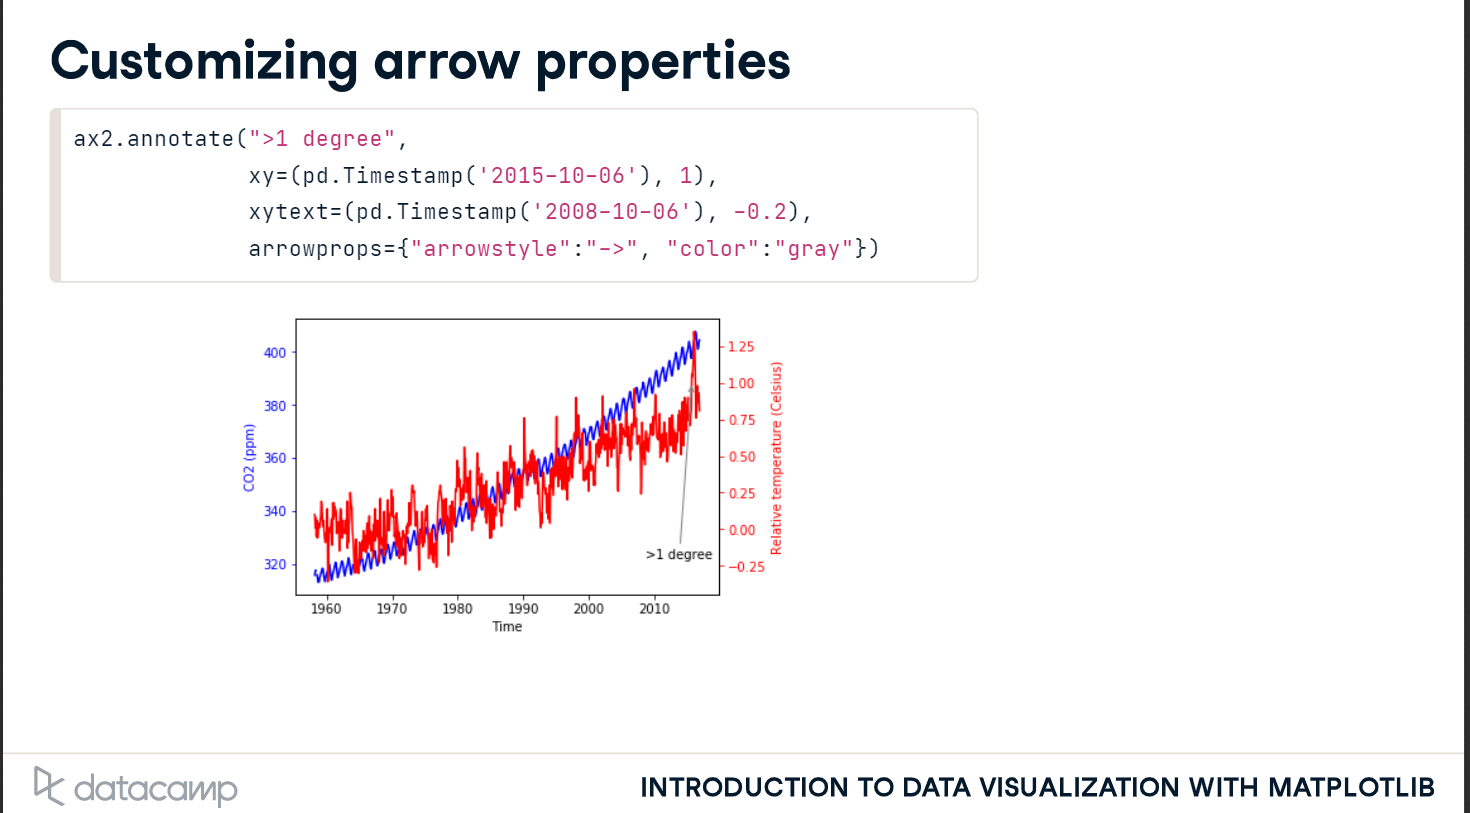 Customizing arrow properties
ax2.annotate(">1 degree",
xy=(pd.Timestamp('2015-10-06'), 1),
xytext=(pd.Timestamp('2008-10-06'), -0.2),
arrowprops={"arrowstyle":"->", "color":"gray"})
400
380
360
340
320
CO2 (ppm)
1.25
1.00
0.75
0.50
0.25
0.00
−0.25
Relative temperature (Celsius)
>1 degree
1960 1970 1980 1990 2000 2010
Time
datacamp
INTRODUCTION TO DATA VISUALIZATION WITH MATPLOTLIB